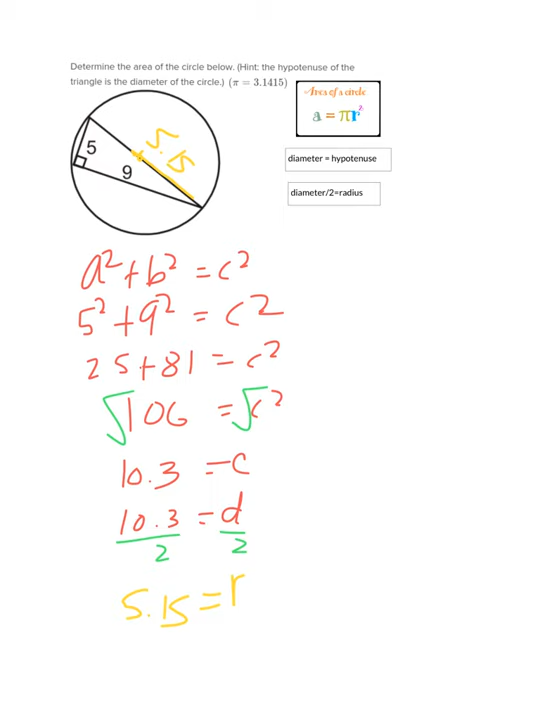 Determine the area of the circle below. (Hint: the hypotenuse of the
triangle is the diameter of the circle.) (π = 3.1415)
Area of s circle
a = πr²
5
5.15
9
diameter = hypotenuse
diameter/2=radius
a² + b² = c²
5² + 9² = c²
25 + 81 = c²
√106 = √c²
10.3 = c
10.3/2 = d/2
5.15 = r